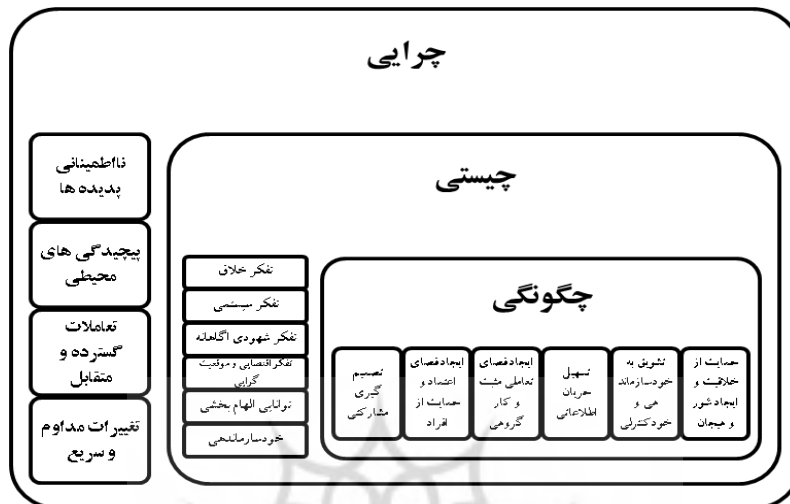 چرایی
نااطمینانی
پدیده ها
پیچیدگی های
محیطی
تعاملات
گسترده و
متقابل
تغییرات مداوم
و سریع
چیستی
تفکر خلاق
تفکر سیستمی
تفکر شهودی آگاهانه
تفکر اقتضایی و موقعیت
گرایی
توانایی الهام بخشی
خودسازماندهی
چگونگی
حمایت از
خلاقیت و
ایجاد شور
و هیجان
تشویق به
خودسازماند
هی و
خودکنترلی
تسهیل
جریان
اطلاعاتی
ایجاد فضای
تعاملی مثبت
و کار
گروهی
ایجاد فضای
اعتماد و
حمایت از
افراد
تصمیم
گیری
مشارکتی